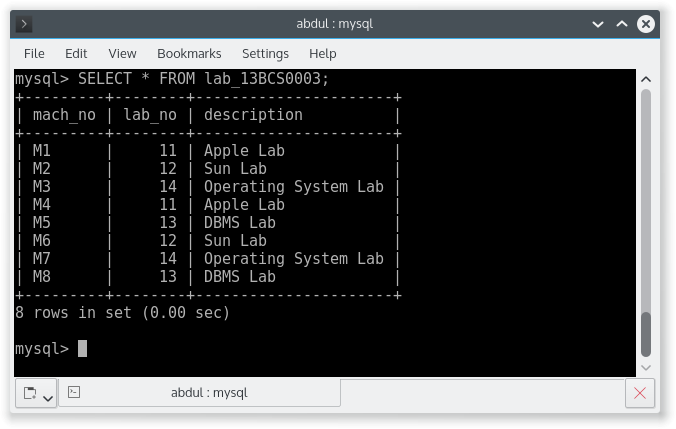 abdul : mysql
File Edit View Bookmarks Settings Help
mysql> SELECT * FROM lab_13BCS0003;
+---------+--------+----------------------+
| mach_no | lab_no | description          |
+---------+--------+----------------------+
| M1      |     11 | Apple Lab            |
| M2      |     12 | Sun Lab              |
| M3      |     14 | Operating System Lab |
| M4      |     11 | Apple Lab            |
| M5      |     13 | DBMS Lab             |
| M6      |     12 | Sun Lab              |
| M7      |     14 | Operating System Lab |
| M8      |     13 | DBMS Lab             |
+---------+--------+----------------------+
8 rows in set (0.00 sec)
mysql>
abdul : mysql